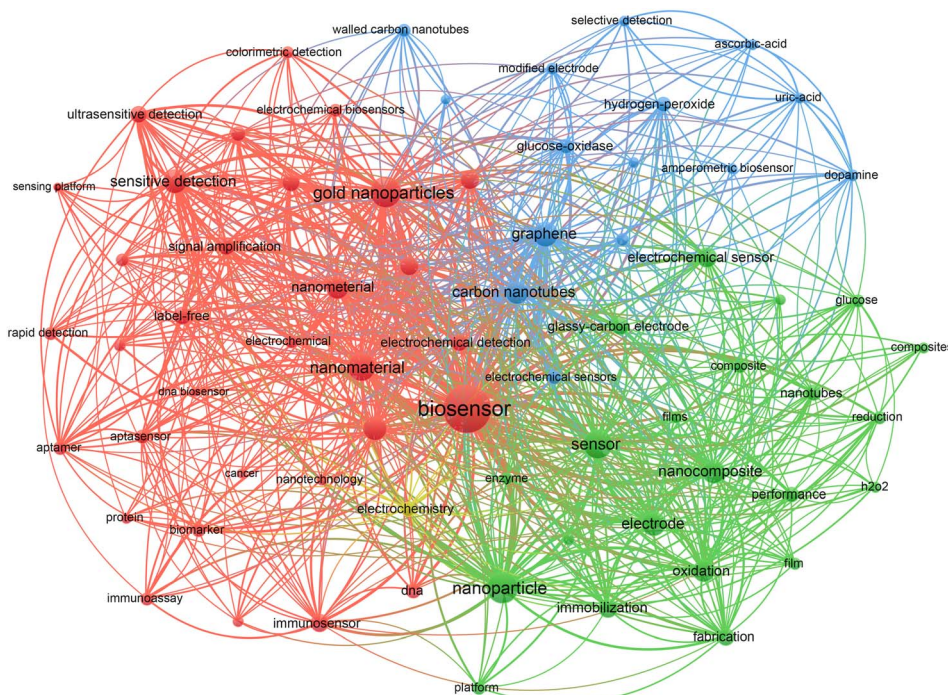 walled carbon nanotubes
selective detection
ascorbic-acid
colorimetric detection
modified electrode
uric-acid
ultrasensitive detection
electrochemical biosensors
hydrogen-peroxide
glucose-oxidase
sensing platform
sensitive detection
gold nanoparticles
amperometric biosensor
dopamine
signal amplification
graphene
electrochemical sensor
nanometerial
carbon nanotubes
glucose
label-free
glassy-carbon electrode
rapid detection
electrochemical
electrochemical detection
composites
nanomaterial
electrochemical sensors
composite
dna biosensor
nanotubes
biosensor
films
reduction
aptamer
aptasensor
sensor
cancer
nanotechnology
enzyme
nanocomposite
h2o2
performance
electrochemistry
protein
biomarker
electrode
film
oxidation
immunoassay
dna
nanoparticle
immobilization
immunosensor
fabrication
platform